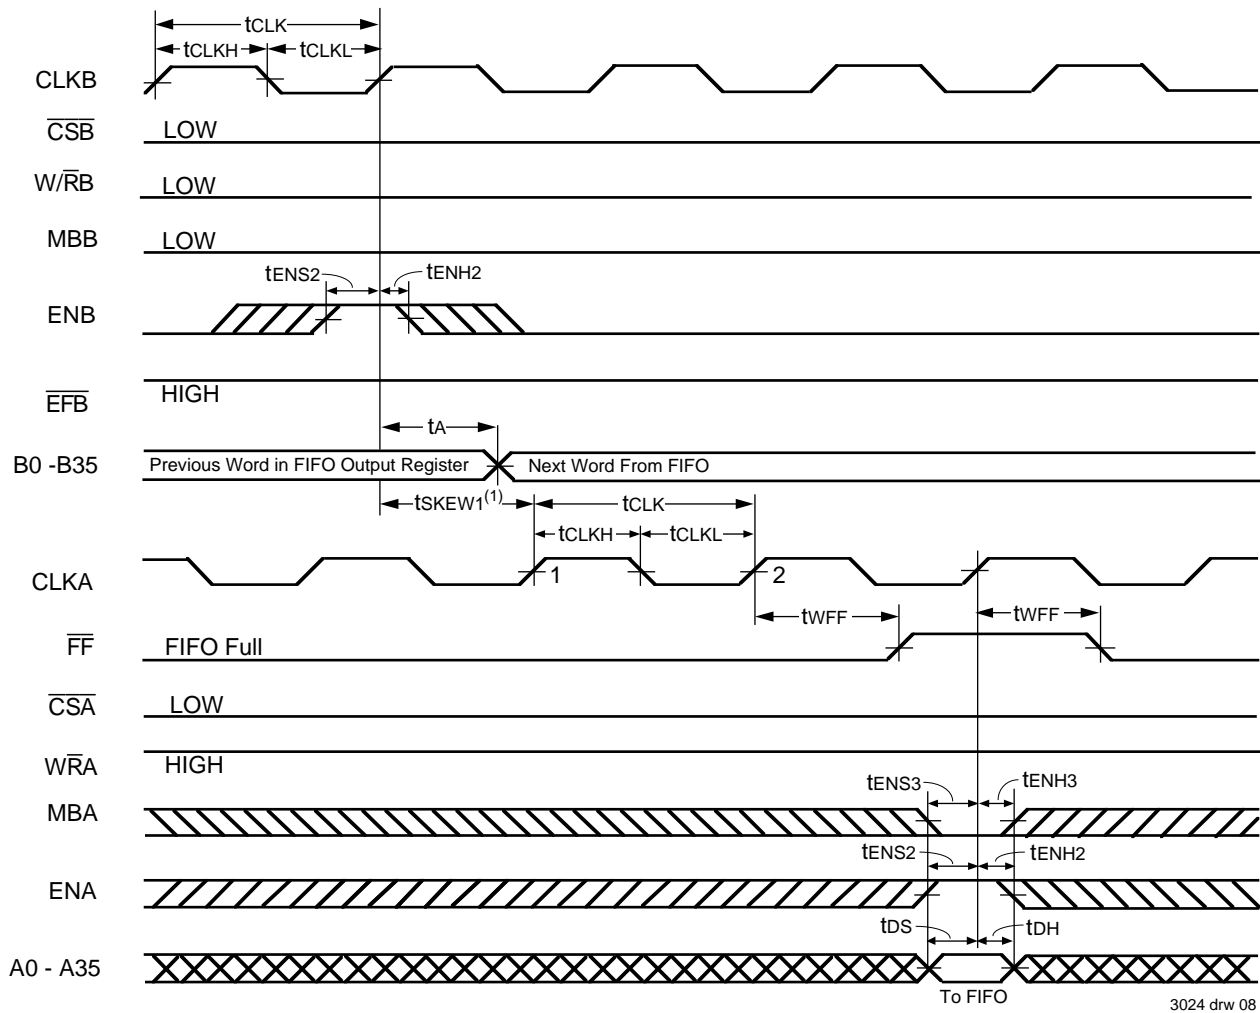 tCLK
tCLKH tCLKL
CLKB
CSB LOW
W/RB LOW
MBB LOW
tENS2 tENH2
ENB
EFB HIGH
tA
B0 -B35 Previous Word in FIFO Output Register Next Word From FIFO
tSKEW1(1) tCLK
tCLKH tCLKL
CLKA 1 2
tWFF tWFF
FF FIFO Full
CSA LOW
WRA HIGH
tENS3 tENH3
MBA
tENS2 tENH2
ENA
tDS tDH
A0 - A35
To FIFO
3024 drw 08